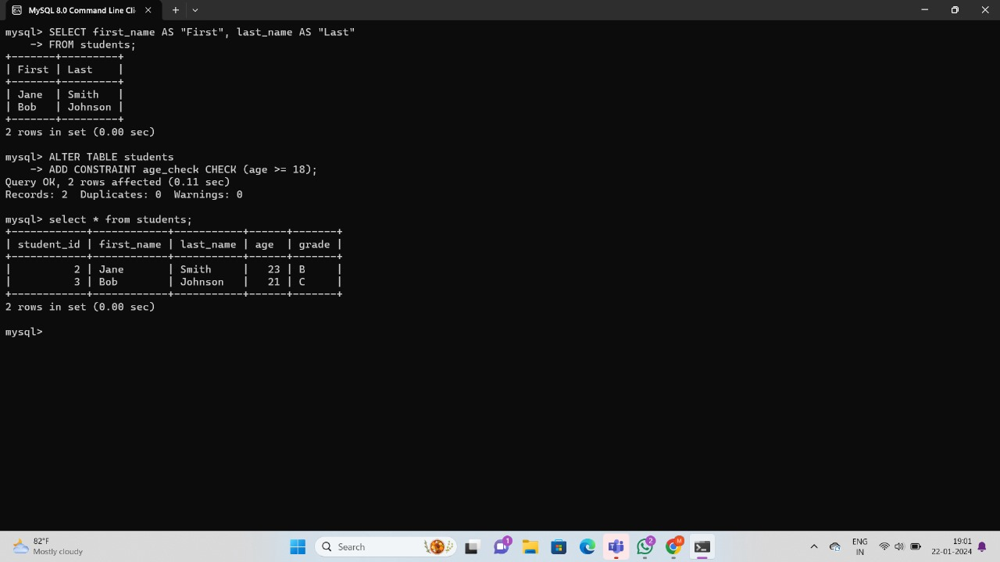 MySQL 8.0 Command Line Cli
mysql> SELECT first_name AS "First", last_name AS "Last"
    -> FROM students;
+-------+---------+
| First | Last    |
+-------+---------+
| Jane  | Smith   |
| Bob   | Johnson |
+-------+---------+
2 rows in set (0.00 sec)
mysql> ALTER TABLE students
    -> ADD CONSTRAINT age_check CHECK (age >= 18);
Query OK, 2 rows affected (0.11 sec)
Records: 2  Duplicates: 0  Warnings: 0
mysql> select * from students;
+------------+------------+-----------+------+-------+
| student_id | first_name | last_name | age  | grade |
+------------+------------+-----------+------+-------+
|          2 | Jane       | Smith     |   23 | B     |
|          3 | Bob        | Johnson   |   21 | C     |
+------------+------------+-----------+------+-------+
2 rows in set (0.00 sec)
mysql>
82°F
Mostly cloudy
Search
1
2
M
ENG
IN
19:01
22-01-2024